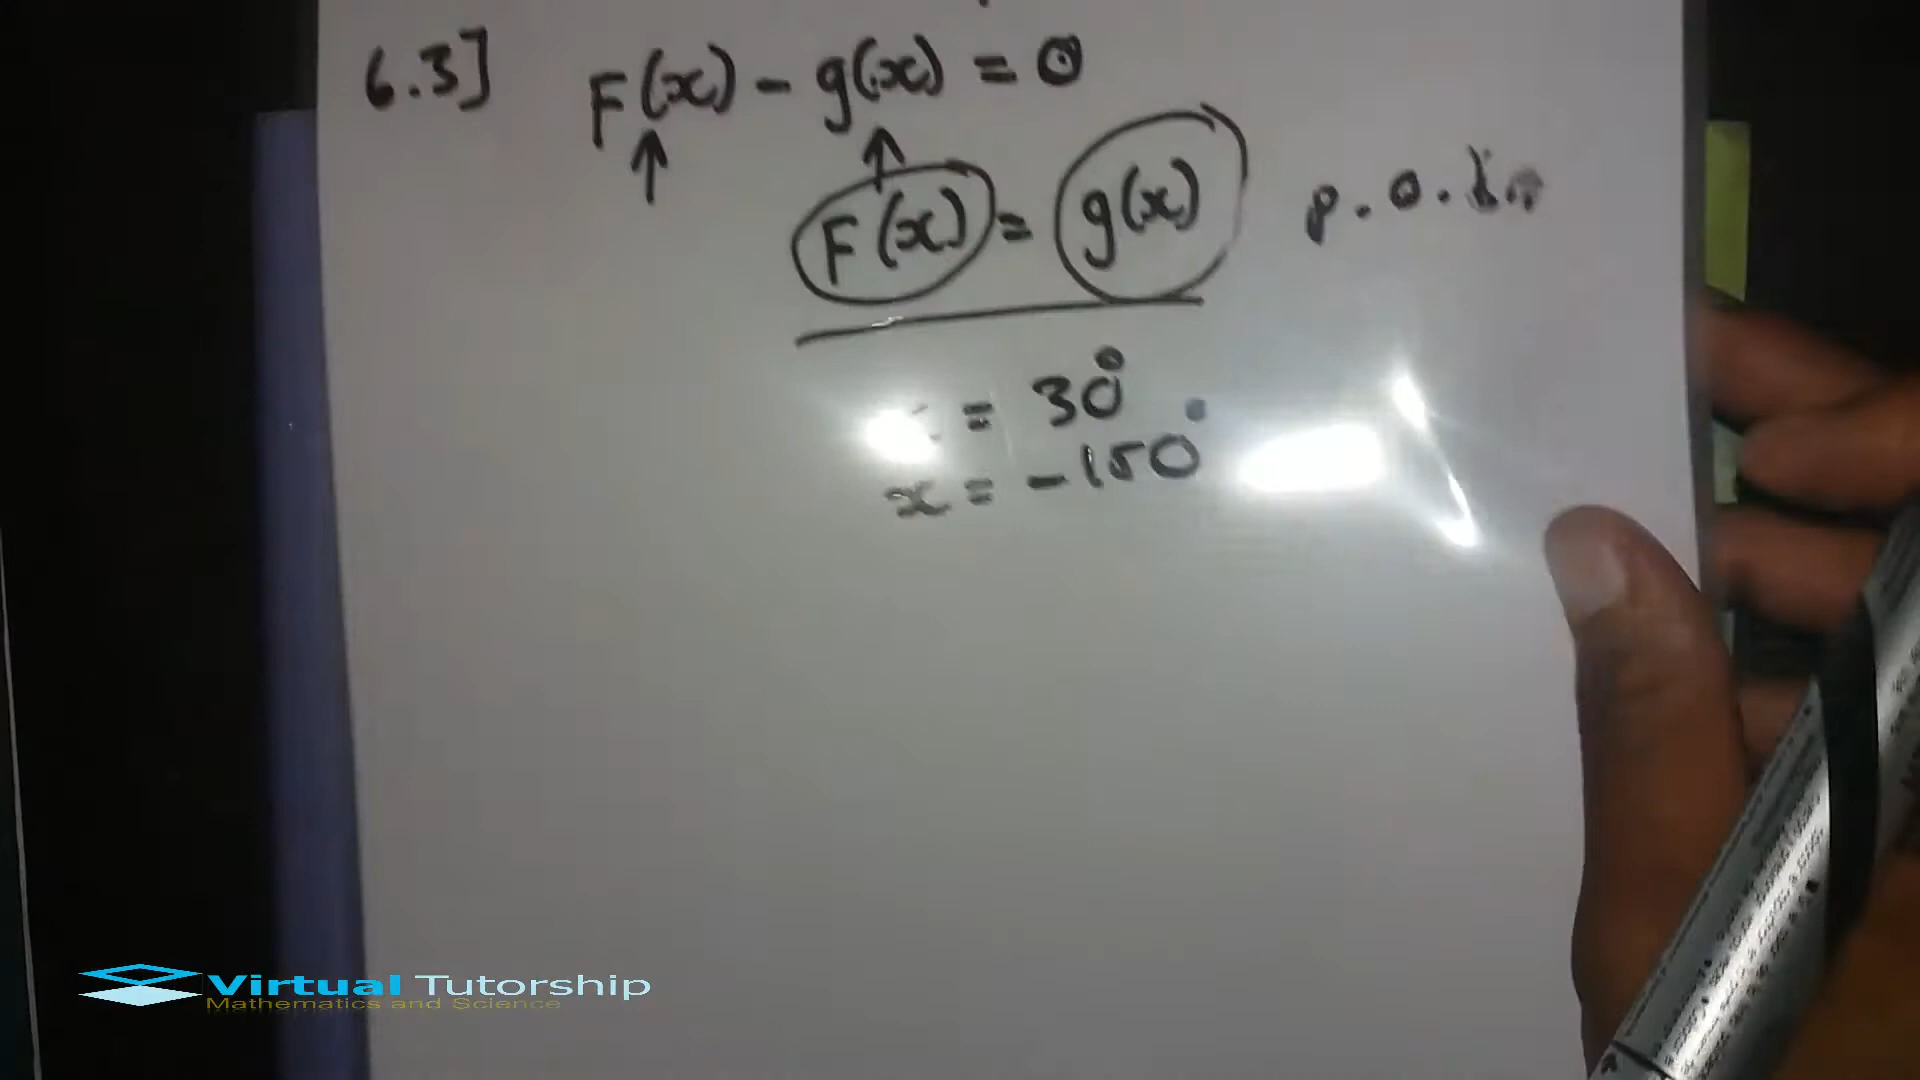 6.3] F(x) - g(x) = 0
↑ ↑
F(x) = g(x) p.o.
= 30°
x = -150°
Virtual Tutorship
Mathematics and Science